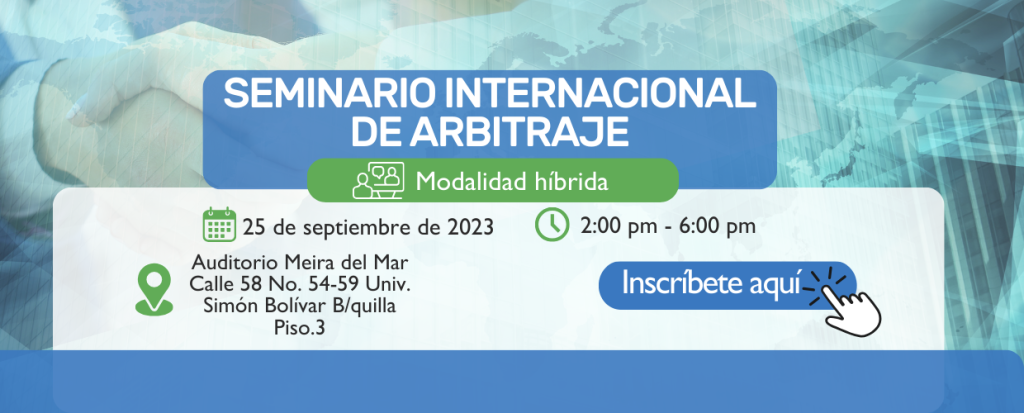 SEMINARIO INTERNACIONAL
DE ARBITRAJE
Modalidad híbrida
25 de septiembre de 2023
2:00 pm - 6:00 pm
Auditorio Meira del Mar
Calle 58 No. 54-59 Univ.
Simón Bolívar B/quilla
Piso.3
Inscríbete aquí